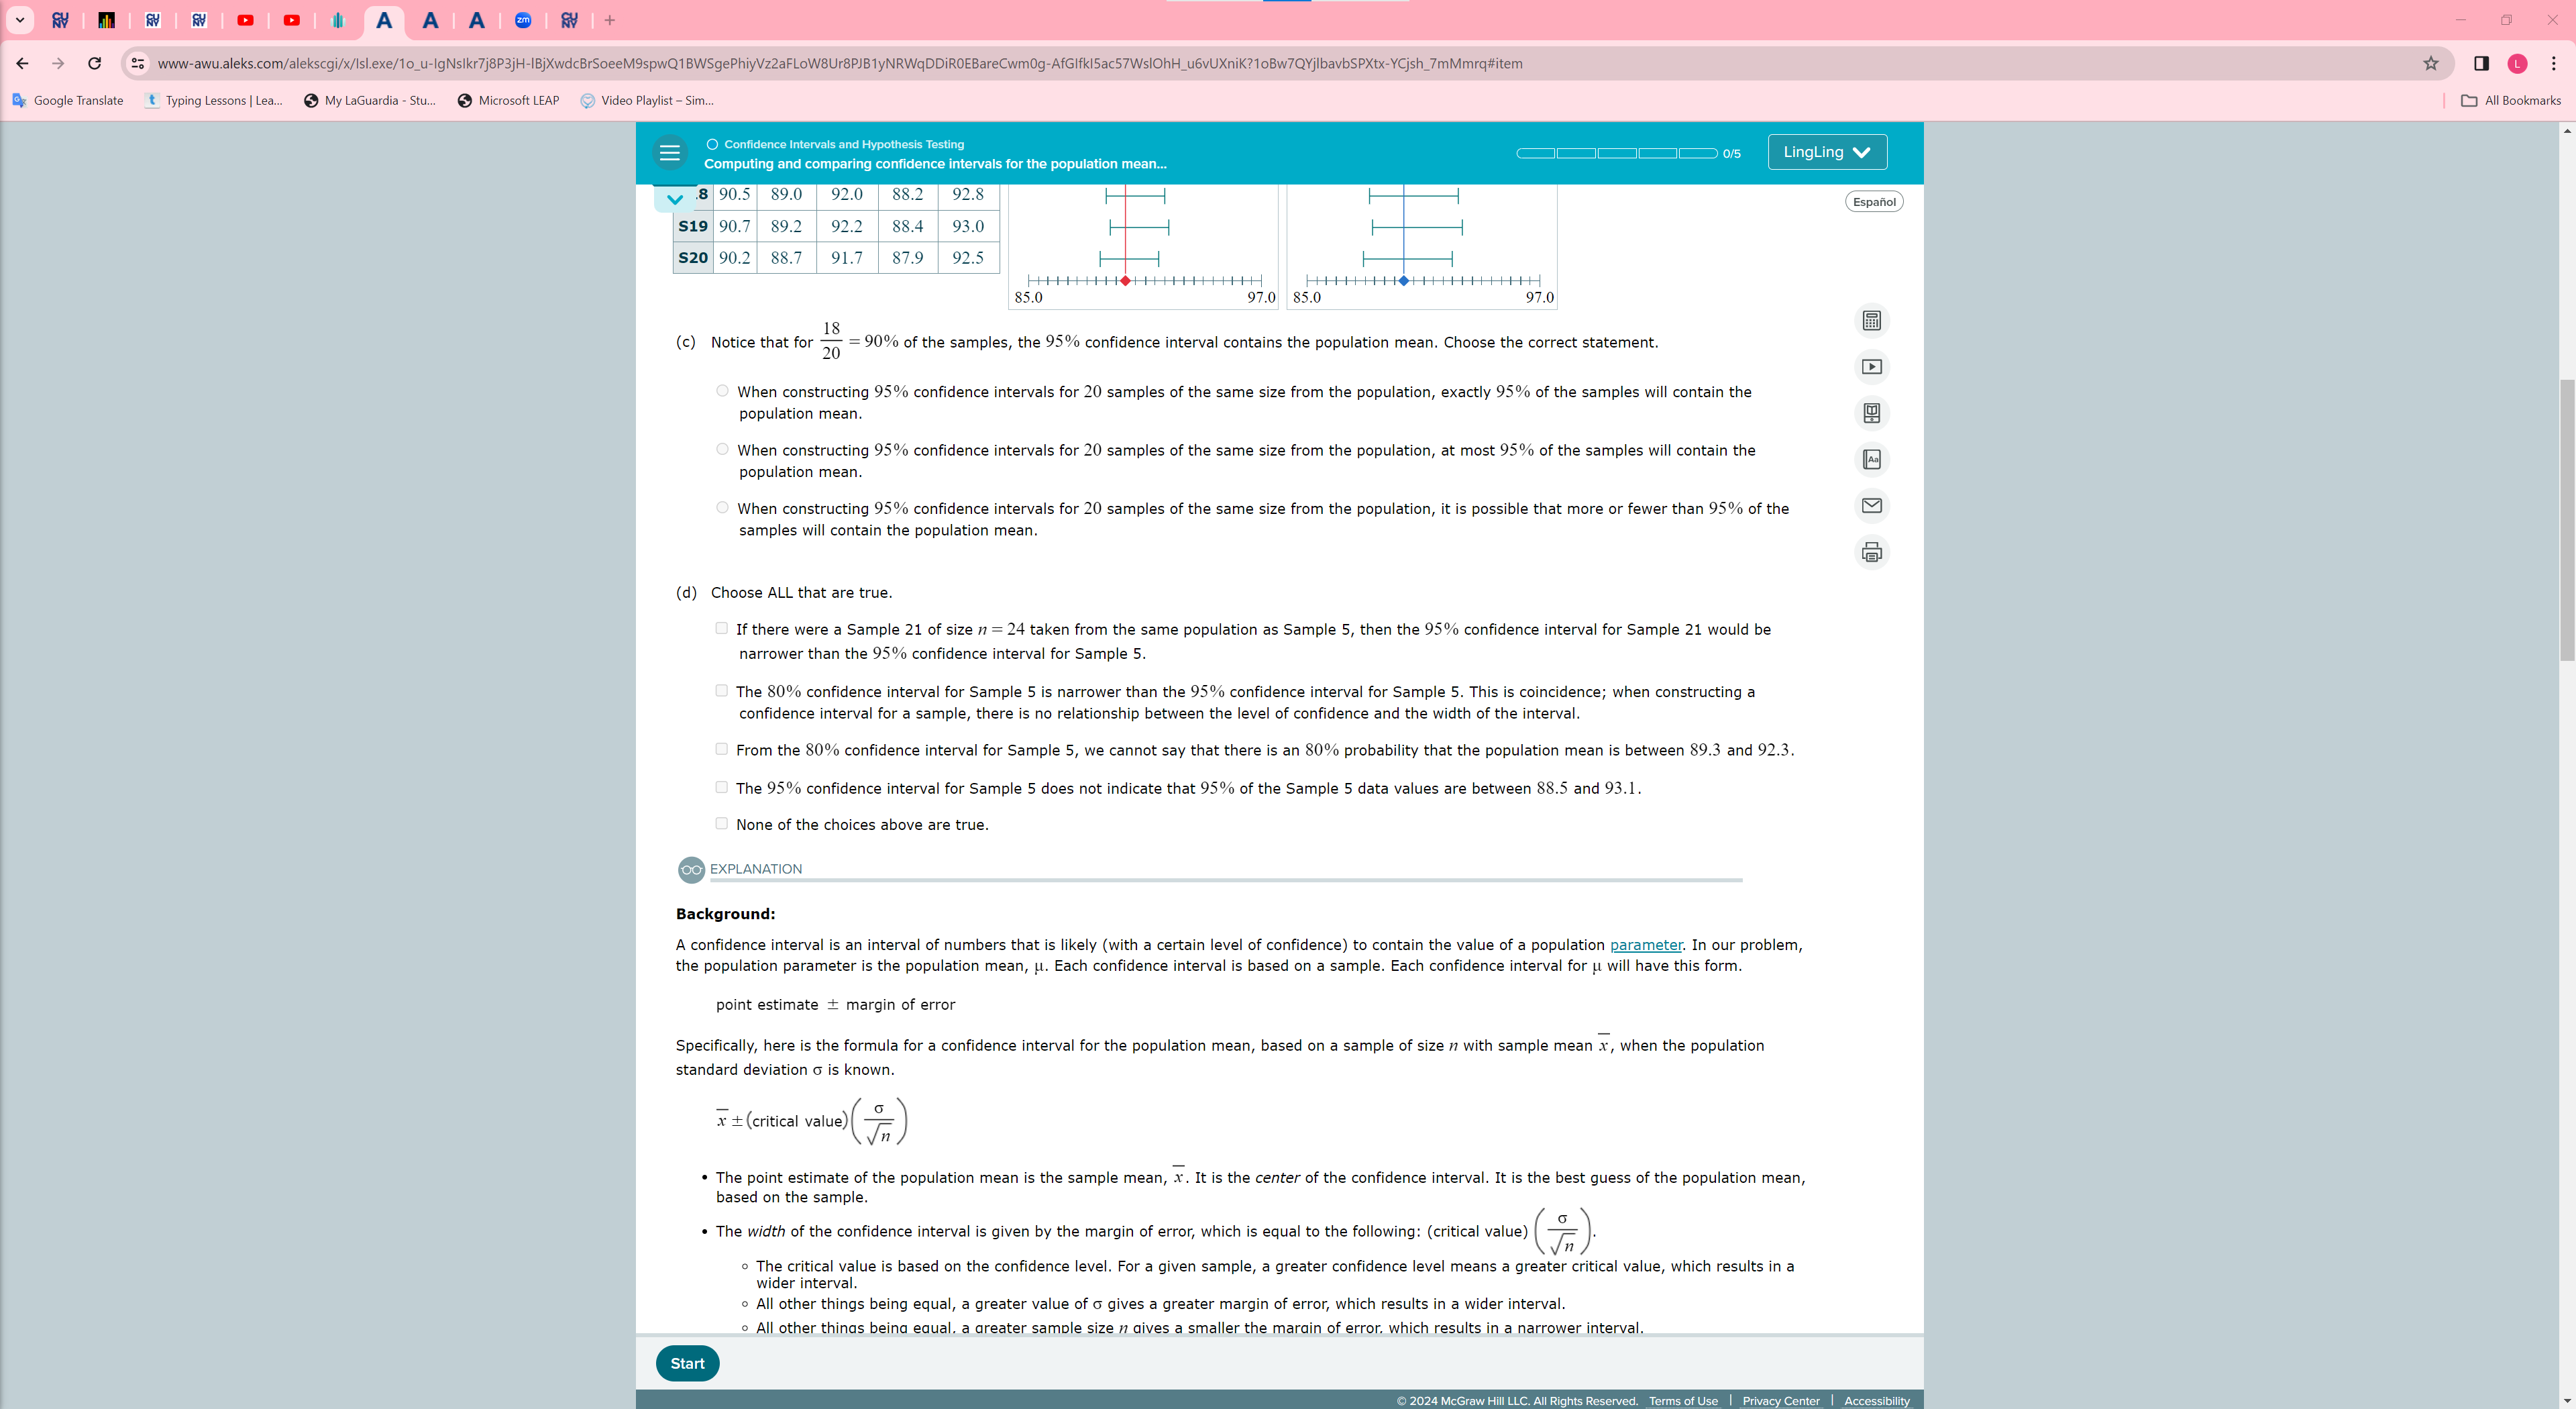 www-awu.aleks.com/alekscgi/x/Isl.exe/1o_u-IgNsIkr7j8P3jH-IBjXwdcBrSoeeM9spwQ1BWSgePhiyVz2aFLoW8Ur8PJB1yNRWqDDiR0EBareCwm0g-AfGIfkI5ac57WslOhH_u6vUXniK?1oBw7QYjlbavbSPXtx-YCjsh_7mMmrq#item
Google Translate Typing Lessons | Lea... My LaGuardia - Stu... Microsoft LEAP Video Playlist – Sim... All Bookmarks
Confidence Intervals and Hypothesis Testing
Computing and comparing confidence intervals for the population mean...
0/5
LingLing
Español
8 90.5 89.0 92.0 88.2 92.8
S19 90.7 89.2 92.2 88.4 93.0
S20 90.2 88.7 91.7 87.9 92.5
85.0 97.0 85.0 97.0
(c) Notice that for 18/20 = 90% of the samples, the 95% confidence interval contains the population mean. Choose the correct statement.
When constructing 95% confidence intervals for 20 samples of the same size from the population, exactly 95% of the samples will contain the
population mean.
When constructing 95% confidence intervals for 20 samples of the same size from the population, at most 95% of the samples will contain the
population mean.
When constructing 95% confidence intervals for 20 samples of the same size from the population, it is possible that more or fewer than 95% of the
samples will contain the population mean.
(d) Choose ALL that are true.
If there were a Sample 21 of size n = 24 taken from the same population as Sample 5, then the 95% confidence interval for Sample 21 would be
narrower than the 95% confidence interval for Sample 5.
The 80% confidence interval for Sample 5 is narrower than the 95% confidence interval for Sample 5. This is coincidence; when constructing a
confidence interval for a sample, there is no relationship between the level of confidence and the width of the interval.
From the 80% confidence interval for Sample 5, we cannot say that there is an 80% probability that the population mean is between 89.3 and 92.3.
The 95% confidence interval for Sample 5 does not indicate that 95% of the Sample 5 data values are between 88.5 and 93.1.
None of the choices above are true.
EXPLANATION
Background:
A confidence interval is an interval of numbers that is likely (with a certain level of confidence) to contain the value of a population parameter. In our problem,
the population parameter is the population mean, μ. Each confidence interval is based on a sample. Each confidence interval for μ will have this form.
point estimate ± margin of error
Specifically, here is the formula for a confidence interval for the population mean, based on a sample of size n with sample mean x̅, when the population
standard deviation σ is known.
x̅ ± (critical value)(σ/√n)
• The point estimate of the population mean is the sample mean, x̅. It is the center of the confidence interval. It is the best guess of the population mean,
based on the sample.
• The width of the confidence interval is given by the margin of error, which is equal to the following: (critical value) (σ/√n).
∘ The critical value is based on the confidence level. For a given sample, a greater confidence level means a greater critical value, which results in a
wider interval.
∘ All other things being equal, a greater value of σ gives a greater margin of error, which results in a wider interval.
∘ All other things being equal, a greater sample size n gives a smaller the margin of error, which results in a narrower interval.
Start
© 2024 McGraw Hill LLC. All Rights Reserved. Terms of Use | Privacy Center | Accessibility